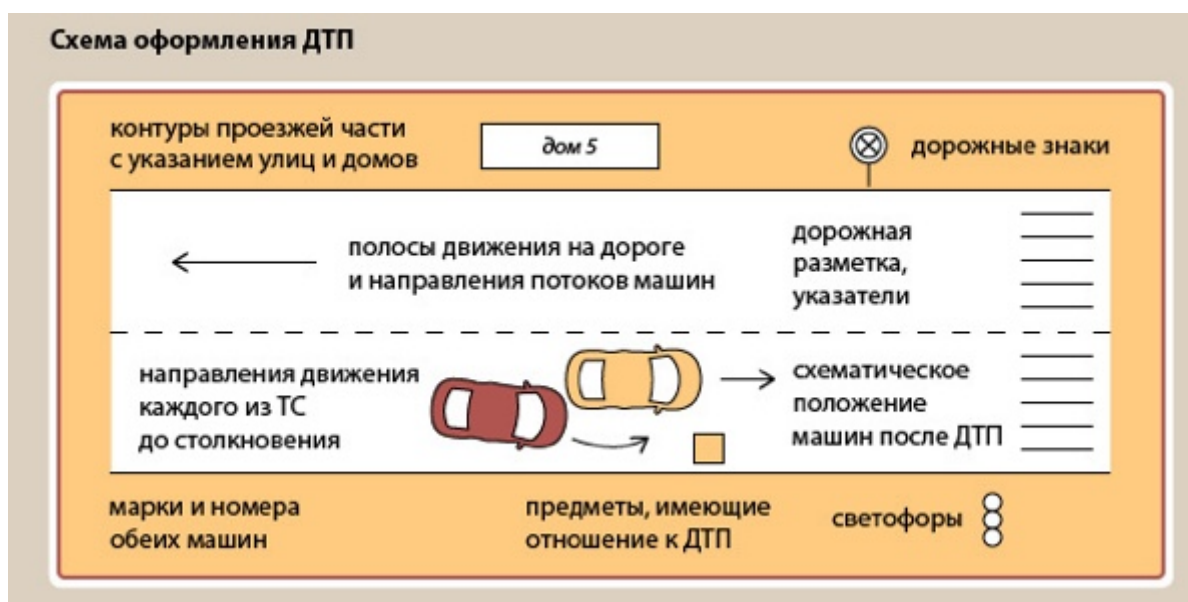 Схема оформления ДТП
контуры проезжей части
с указанием улиц и домов
дом 5
дорожные знаки
полосы движения на дороге
и направления потоков машин
дорожная
разметка,
указатели
направления движения
каждого из ТС
до столкновения
схематическое
положение
машин после ДТП
марки и номера
обеих машин
предметы, имеющие
отношение к ДТП
светофоры